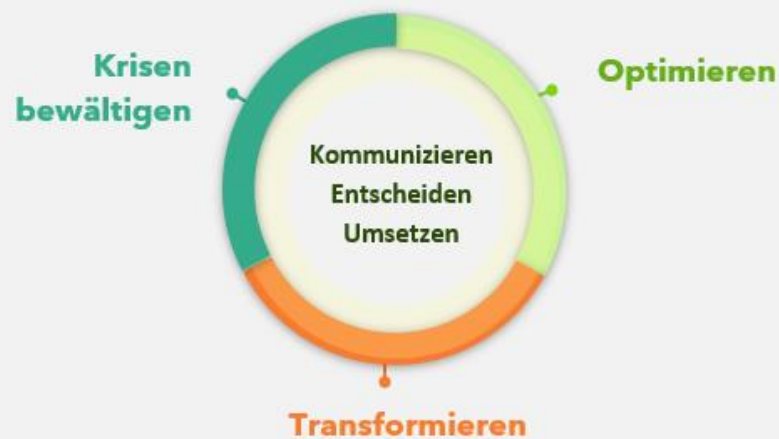 Krisen
bewältigen
Optimieren
Kommunizieren
Entscheiden
Umsetzen
Transformieren